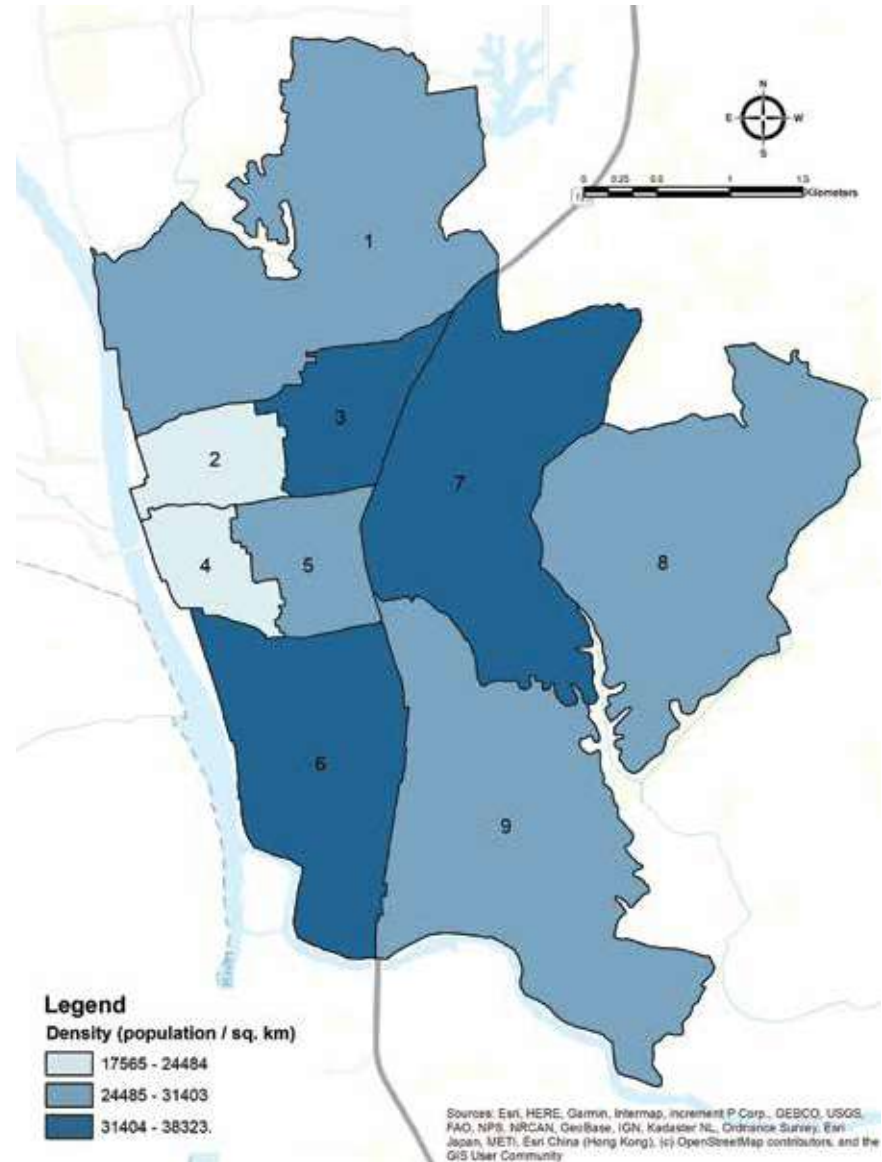 N
E W
S
0 0.25 0.5 1 1.5
Kilometers
1
3
2
7
5
4
8
6
9
Legend
Density (population / sq. km)
17565 - 24484
24485 - 31403
31404 - 38323.
Sources: Esri, HERE, Garmin, Intermap, increment P Corp., GEBCO, USGS,
FAO, NPS, NRCAN, GeoBase, IGN, Kadaster NL, Ordnance Survey, Esri
Japan, METI, Esri China (Hong Kong), (c) OpenStreetMap contributors, and the
GIS User Community